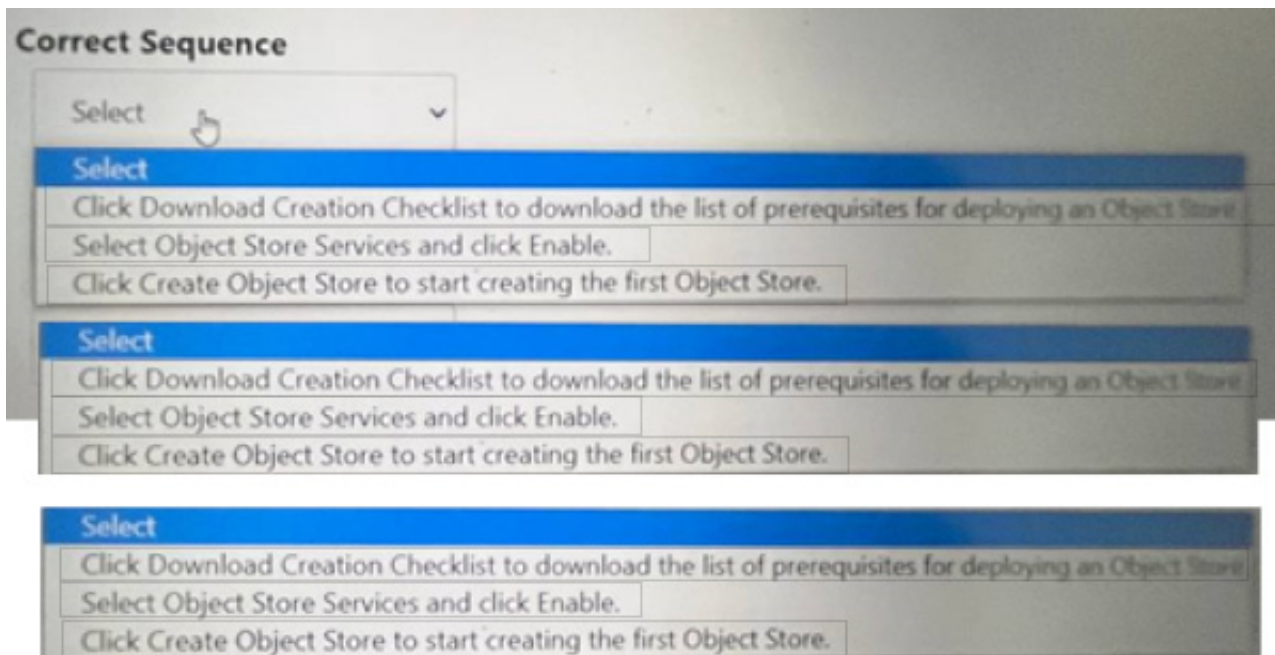 Correct Sequence
Select
Select
Click Download Creation Checklist to download the list of prerequisites for deploying an Object Store
Select Object Store Services and click Enable.
Click Create Object Store to start creating the first Object Store.
Select
Click Download Creation Checklist to download the list of prerequisites for deploying an Object Store
Select Object Store Services and click Enable.
Click Create Object Store to start creating the first Object Store.
Select
Click Download Creation Checklist to download the list of prerequisites for deploying an Object Store
Select Object Store Services and click Enable.
Click Create Object Store to start creating the first Object Store.